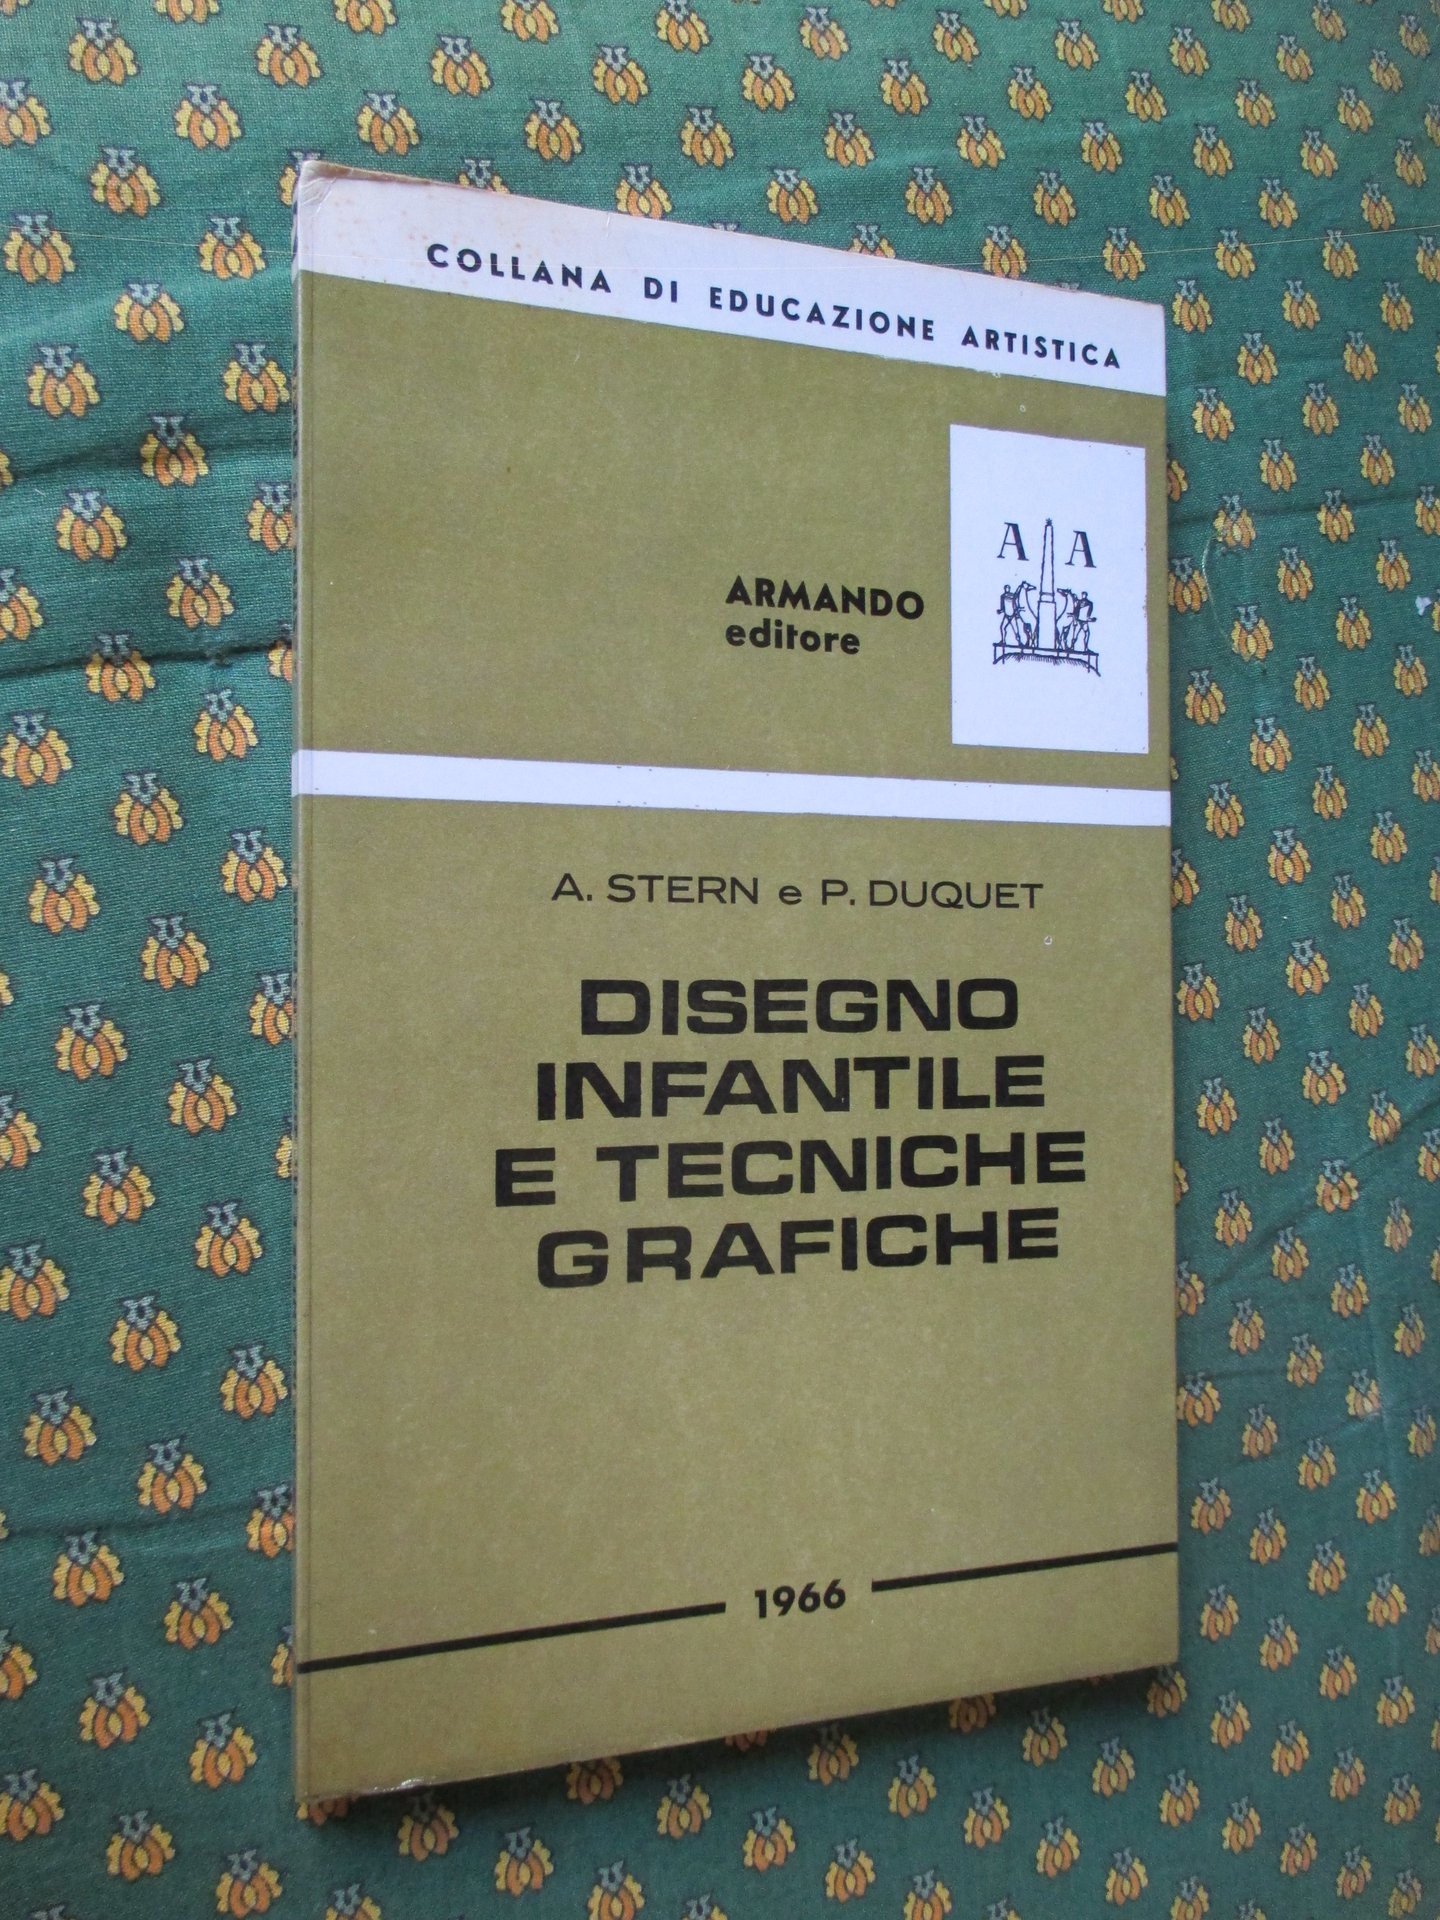 COLLANA DI EDUCAZIONE ARTISTICA
A A
ARMANDO
editore
A. STERN e P. DUQUET
DISEGNO
INFANTILE
E TECNICHE
GRAFICHE
1966